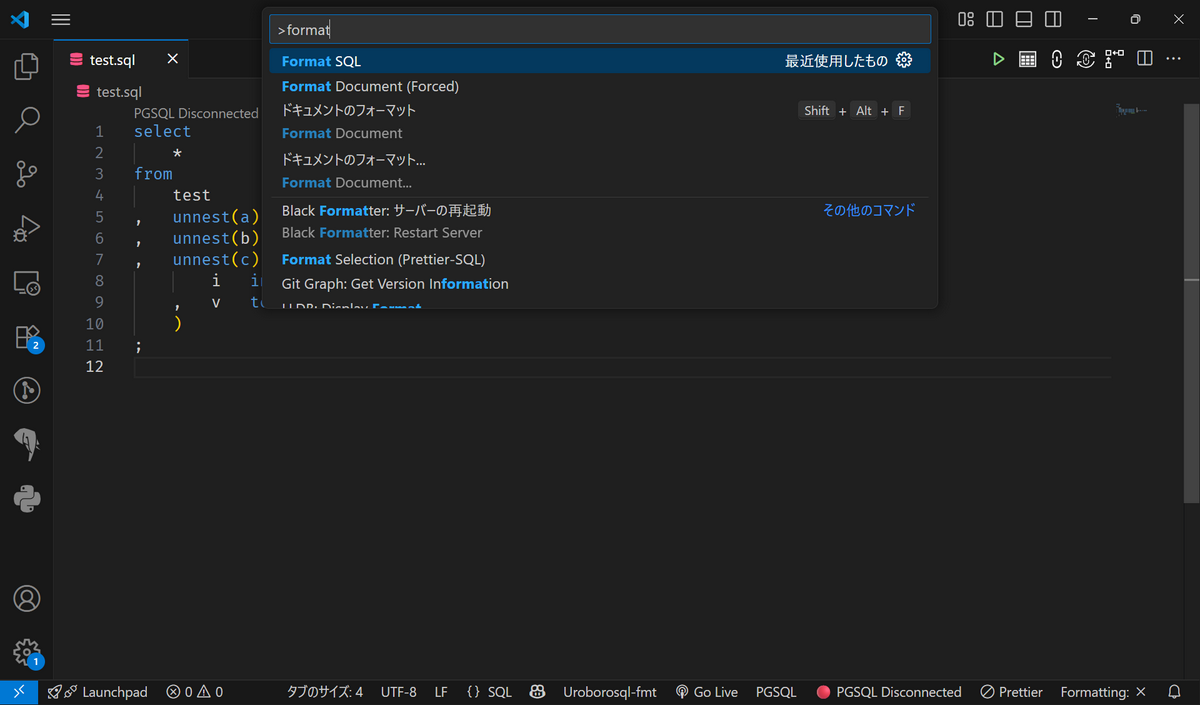 >format
test.sql
Format SQL
最近使用したもの
Format Document (Forced)
ドキュメントのフォーマット
Shift + Alt + F
Format Document
ドキュメントのフォーマット...
Format Document...
Black Formatter: サーバーの再起動
その他のコマンド
Black Formatter: Restart Server
Format Selection (Prettier-SQL)
Git Graph: Get Version Information
test.sql
PGSQL Disconnected
1 select
2 *
3 from
4 test
5 , unnest(a)
6 , unnest(b)
7 , unnest(c)
8 i
9 , v
10 )
11 ;
12
2
1
Launchpad
0
0
タブのサイズ: 4
UTF-8
LF
{} SQL
Uroborosql-fmt
Go Live
PGSQL
PGSQL Disconnected
Prettier
Formatting: ×